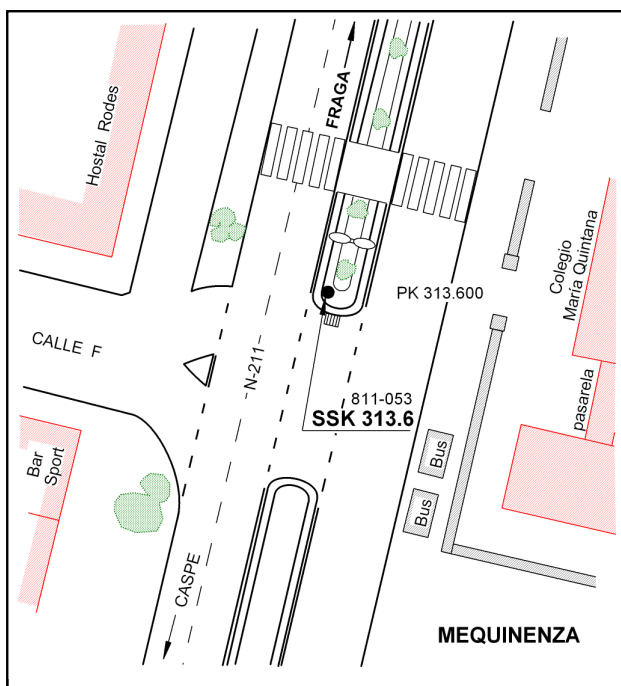 FRAGA
Hostal Rodes
Colegio
María Quintana
PK 313.600
CALLE F
N-211
811-053
SSK 313.6
pasarela
Bar
Sport
Bus
Bus
CASPE
MEQUINENZA